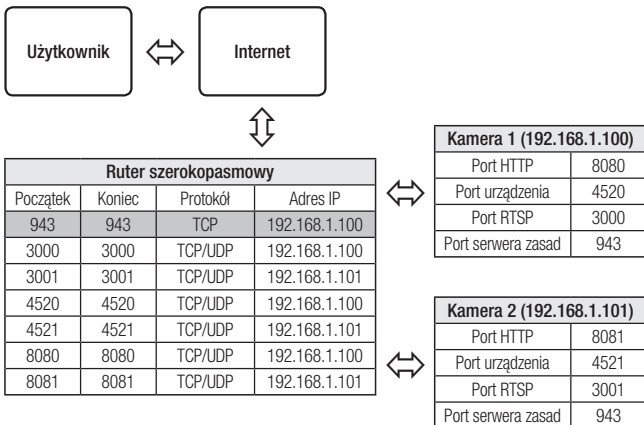 Użytkownik
Internet
Ruter szerokopasmowy
Początek Koniec Protokół Adres IP
943 943 TCP 192.168.1.100
3000 3000 TCP/UDP 192.168.1.100
3001 3001 TCP/UDP 192.168.1.101
4520 4520 TCP/UDP 192.168.1.100
4521 4521 TCP/UDP 192.168.1.101
8080 8080 TCP/UDP 192.168.1.100
8081 8081 TCP/UDP 192.168.1.101
Kamera 1 (192.168.1.100)
Port HTTP 8080
Port urządzenia 4520
Port RTSP 3000
Port serwera zasad 943
Kamera 2 (192.168.1.101)
Port HTTP 8081
Port urządzenia 4521
Port RTSP 3001
Port serwera zasad 943